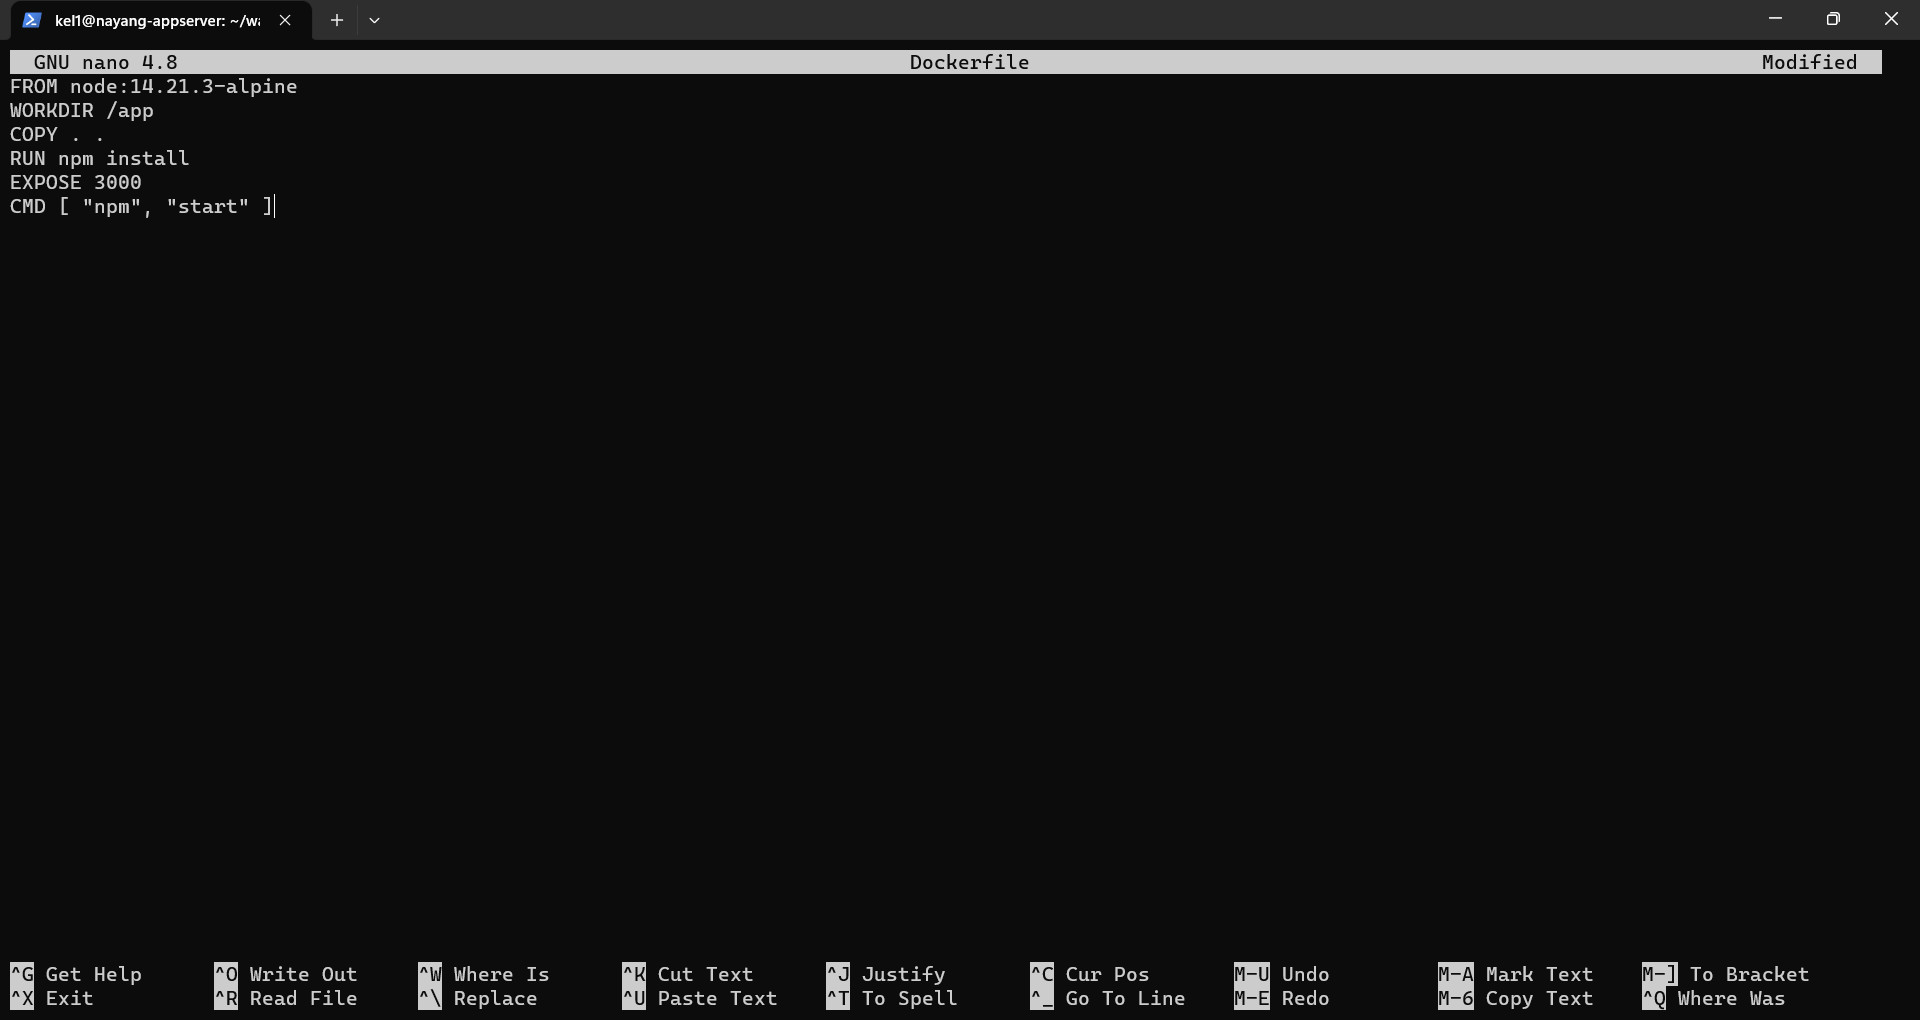 kel1@nayang-appserver: ~/wa
GNU nano 4.8 Dockerfile Modified
FROM node:14.21.3-alpine
WORKDIR /app
COPY . .
RUN npm install
EXPOSE 3000
CMD [ "npm", "start" ]
^G Get Help ^O Write Out ^W Where Is ^K Cut Text ^J Justify ^C Cur Pos M-U Undo M-A Mark Text M-] To Bracket
^X Exit ^R Read File ^\ Replace ^U Paste Text ^T To Spell ^_ Go To Line M-E Redo M-6 Copy Text ^Q Where Was